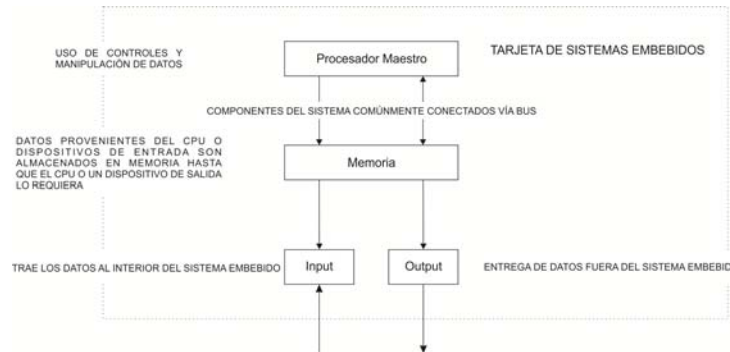 USO DE CONTROLES Y
MANIPULACIÓN DE DATOS
Procesador Maestro
TARJETA DE SISTEMAS EMBEBIDOS
COMPONENTES DEL SISTEMA COMÚNMENTE CONECTADOS VÍA BUS
DATOS PROVENIENTES DEL CPU O
DISPOSITIVOS DE ENTRADA SON
ALMACENADOS EN MEMORIA HASTA
QUE EL CPU O UN DISPOSITIVO DE SALIDA
LO REQUIERA
Memoria
TRAE LOS DATOS AL INTERIOR DEL SISTEMA EMBEBIDO
Input
Output
ENTREGA DE DATOS FUERA DEL SISTEMA EMBEBID